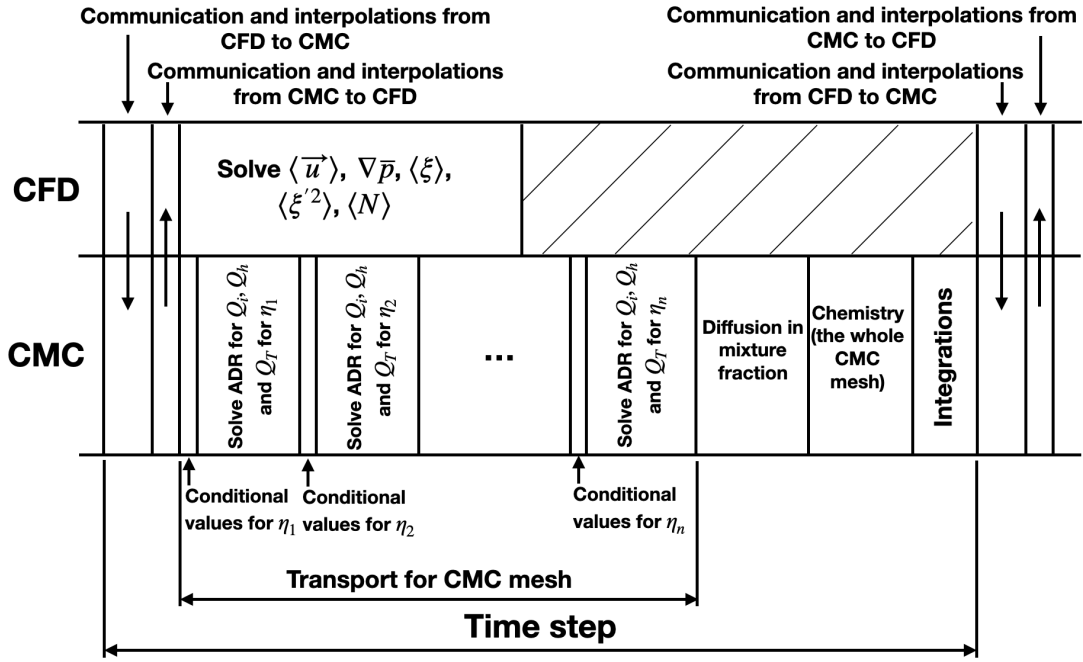 Communication and interpolations from
CFD to CMC
Communication and interpolations
from CMC to CFD
Communication and interpolations from
CMC to CFD
Communication and interpolations
from CFD to CMC
CFD
Solve ⟨u⃗⟩, ∇p̅, ⟨ξ⟩,
⟨ξ′²⟩, ⟨N⟩
CMC
Solve ADR for Qᵢ, Qₕ
and Q_T for η₁
Solve ADR for Qᵢ, Qₕ
and Q_T for η₂
...
Solve ADR for Qᵢ, Qₕ
and Q_T for ηₙ
Diffusion in
mixture
fraction
Chemistry
(the whole
CMC
mesh)
Integrations
Conditional
values for η₁
Conditional
values for η₂
Conditional
values for ηₙ
Transport for CMC mesh
Time step